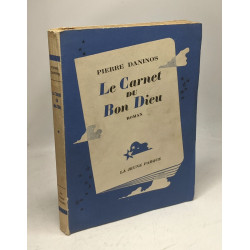 PIERRE DANINOS
Le Carnet
DU
Bon Dieu
ROMAN
LA JEUNE PARQUE